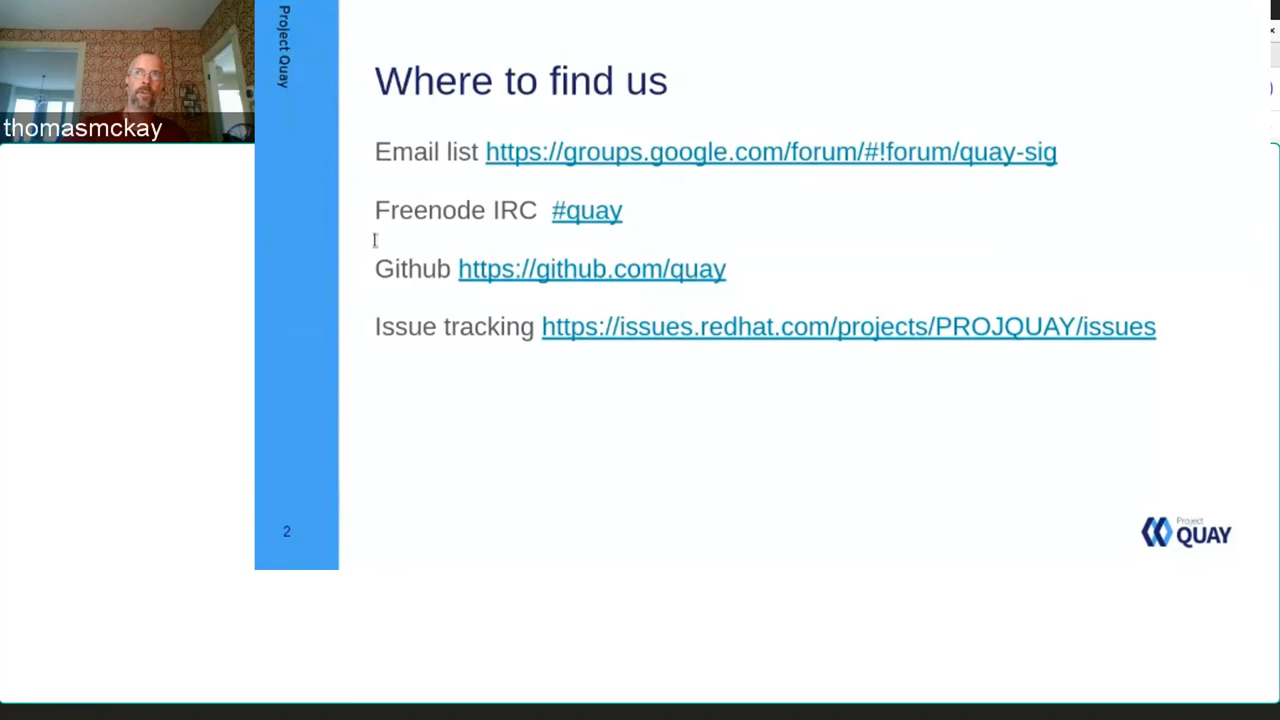 Project Quay
thomasmckay
Where to find us
Email list https://groups.google.com/forum/#!forum/quay-sig
Freenode IRC #quay
Github https://github.com/quay
Issue tracking https://issues.redhat.com/projects/PROJQUAY/issues
2
Project
QUAY